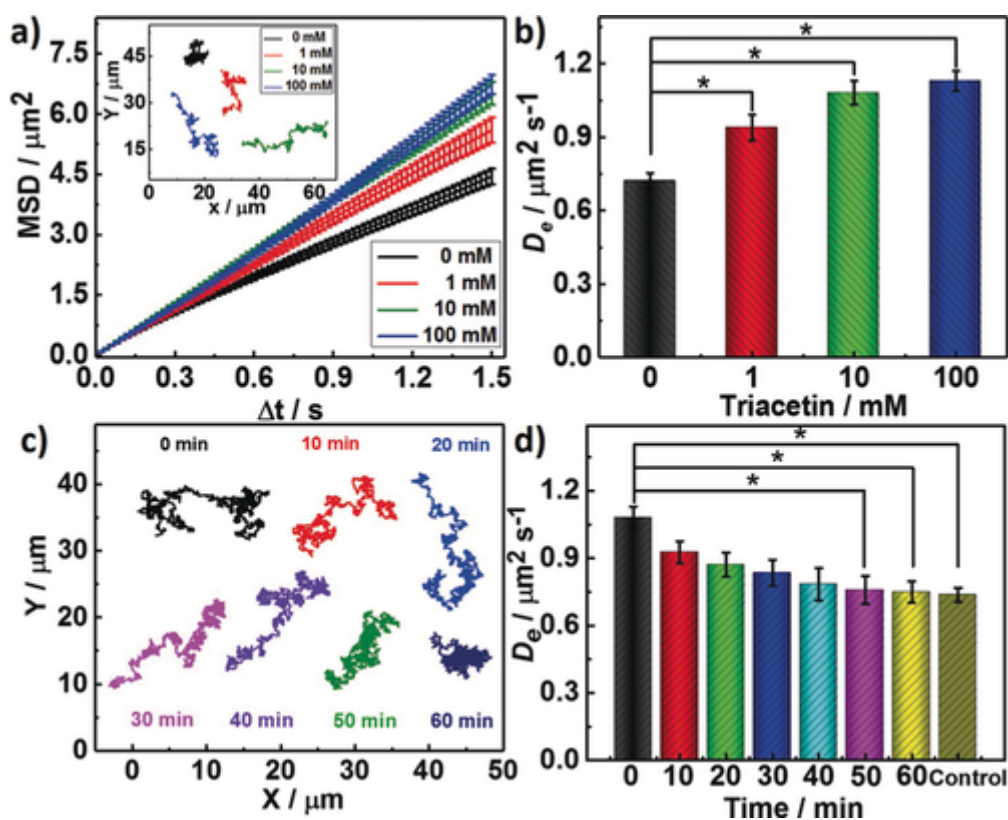 a)
7.5
6.0
4.5
3.0
1.5
0.0
MSD / μm2
0.0 0.3 0.6 0.9 1.2 1.5
Δt / s
45
30
15
Y / μm
0 20 40 60
x / μm
0 mM
1 mM
10 mM
100 mM
0 mM
1 mM
10 mM
100 mM
b)
1.2
0.9
0.6
0.3
0.0
De / μm2 s-1
*
*
*
0 1 10 100
Triacetin / mM
c)
50
40
30
20
10
0
Y / μm
0 min 10 min 20 min
30 min 40 min 50 min 60 min
0 10 20 30 40 50
X / μm
d)
1.2
0.9
0.6
0.3
0.0
De / μm2 s-1
*
*
*
0 10 20 30 40 50 60 Control
Time / min